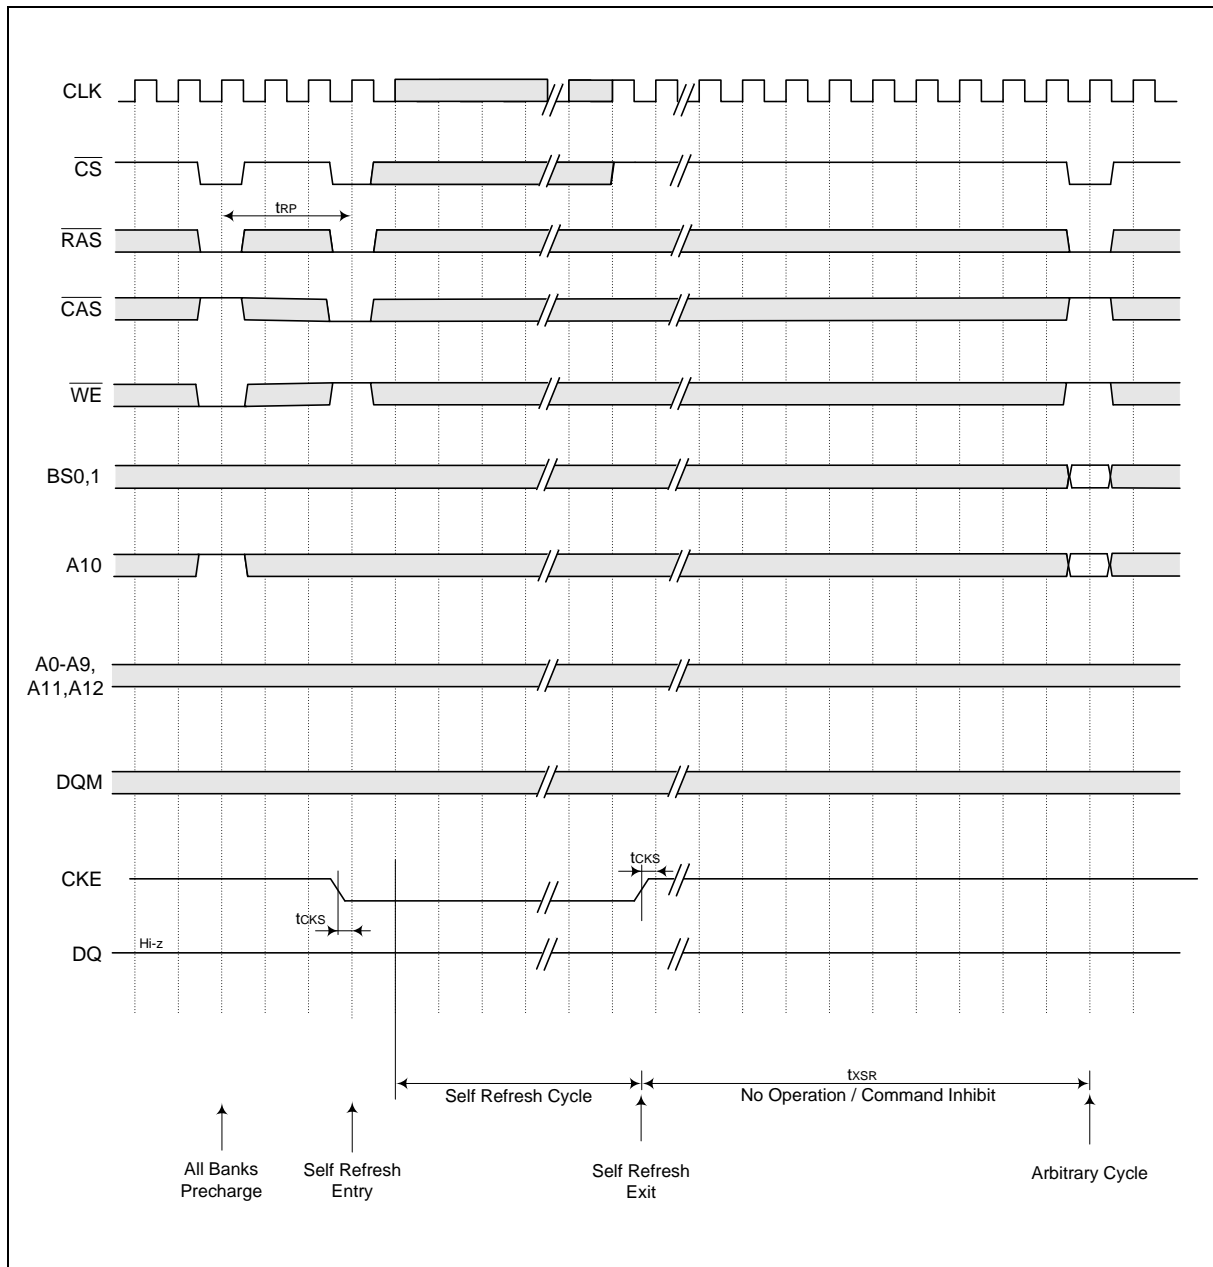 CLK
CS
tRP
RAS
CAS
WE
BS0,1
A10
A0-A9,
A11,A12
DQM
tCKS
CKE
tCKS
Hi-z
DQ
tXSR
Self Refresh Cycle
No Operation / Command Inhibit
All Banks
Precharge
Self Refresh
Entry
Self Refresh
Exit
Arbitrary Cycle